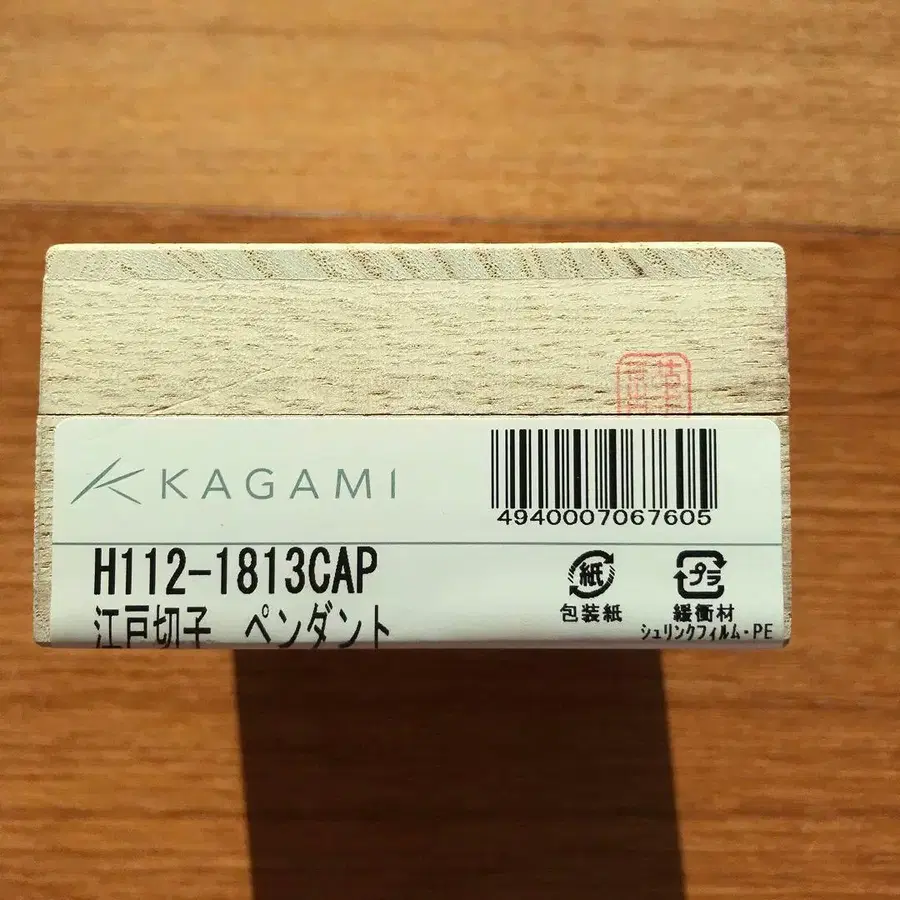 KAGAMI
4940007067605
H112-1813CAP
江戸切子 ペンダント
紙
包装紙
プラ
緩衝材
シュリンクフィルム・PE